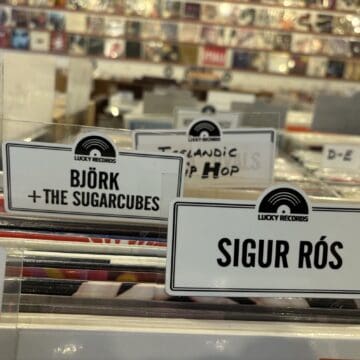 LUCKY RECORDS
BJÖRK
+THE SUGARCUBES
LUCKY RECORDS
ICELANDIC
HIP HOP
LUCKY RECORDS
SIGUR RÓS
D-E